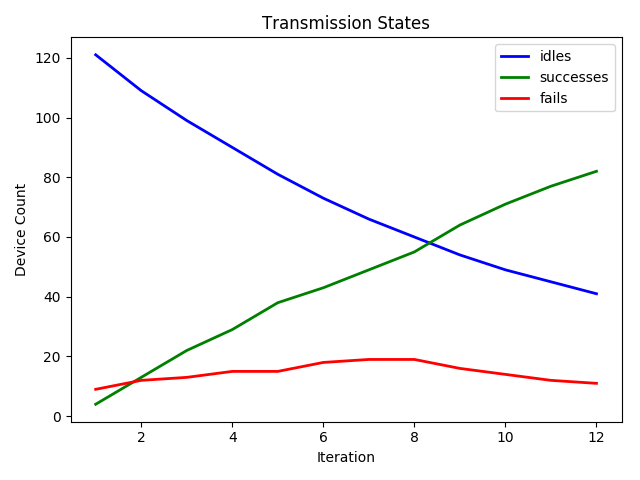 Transmission States
idles
successes
fails
Device Count
120
100
80
60
40
20
0
2 4 6 8 10 12
Iteration